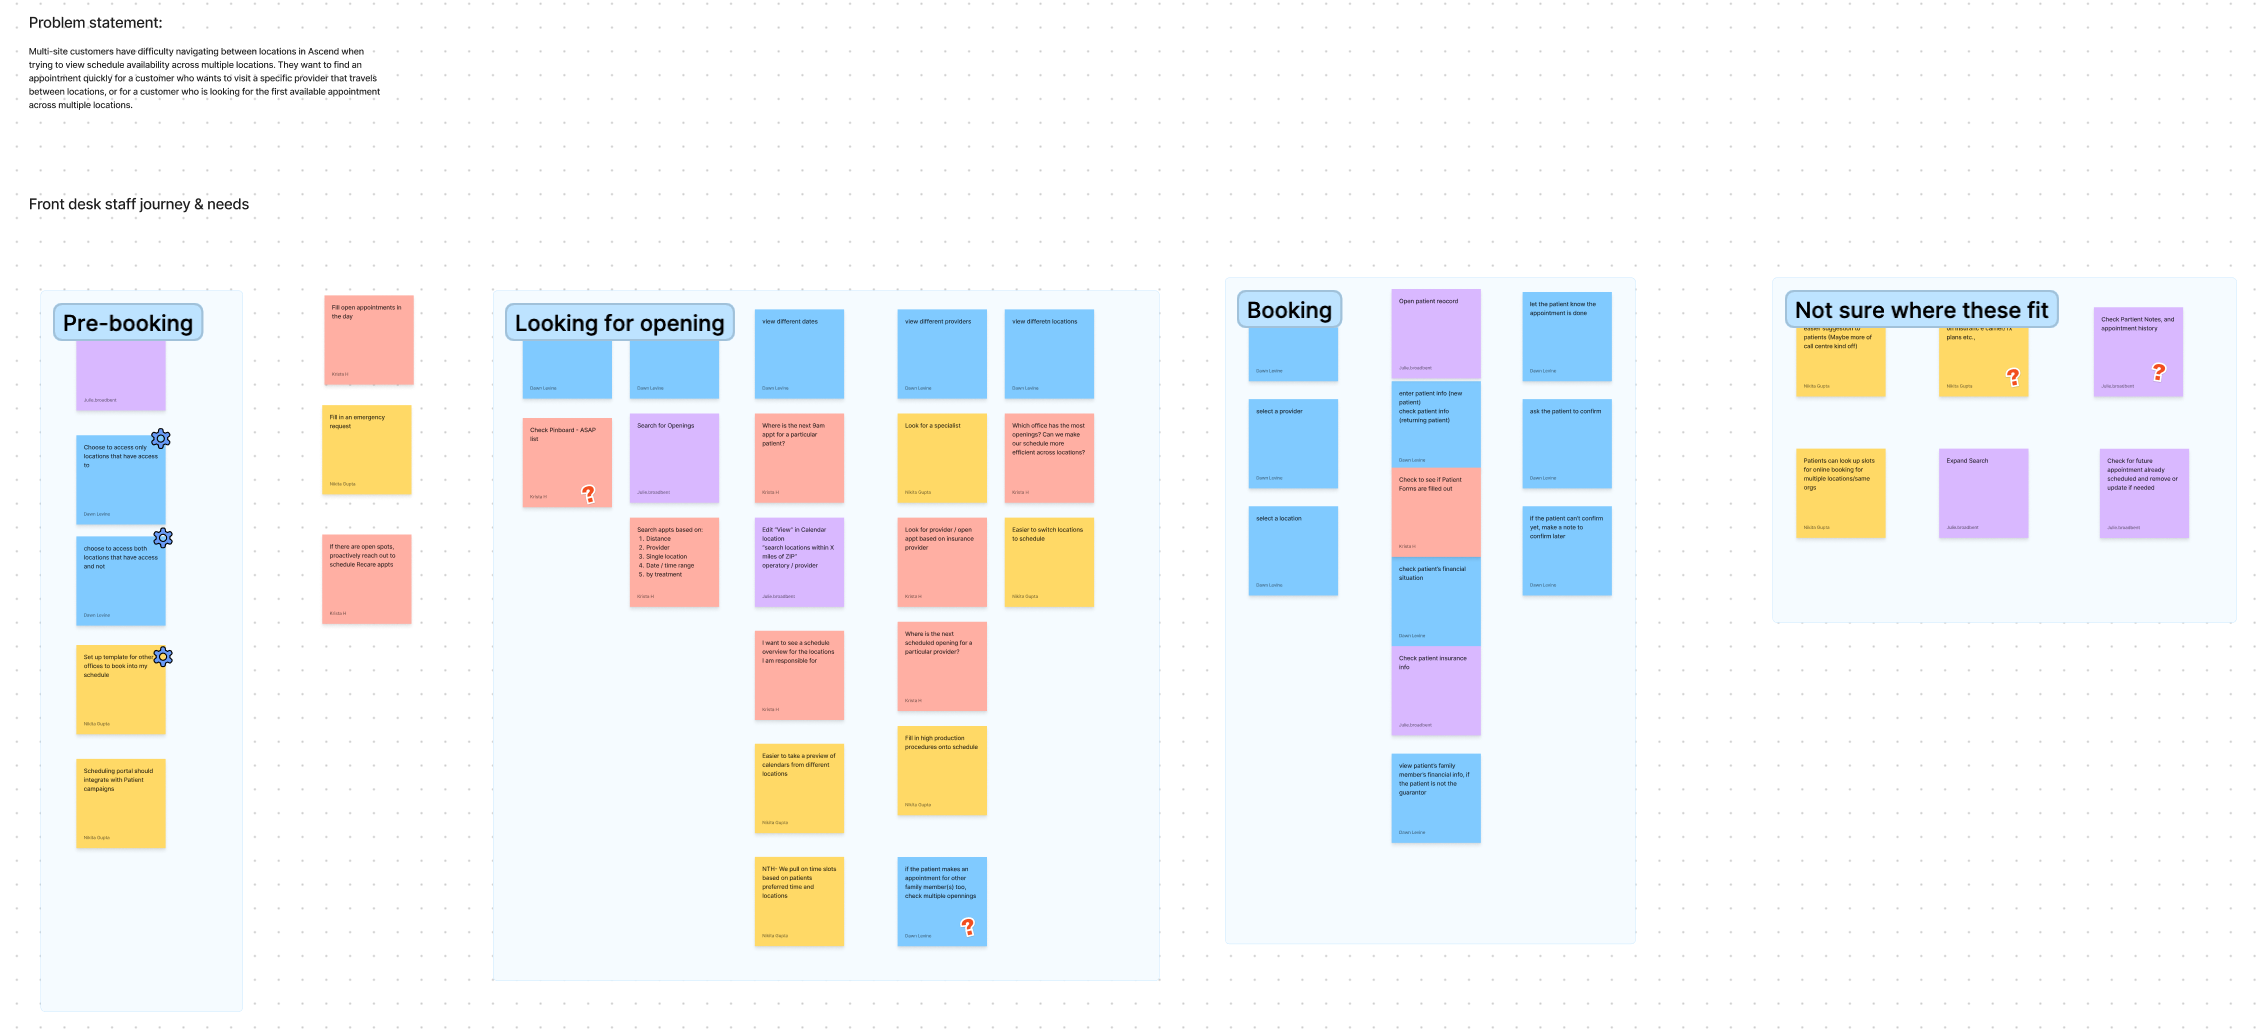 Problem statement:
Multi-site customers have difficulty navigating between locations in Ascend when
trying to view schedule availability across multiple locations. They want to find an
appointment quickly for a customer who wants to visit a specific provider that travels
between locations, or for a customer who is looking for the first available appointment
across multiple locations.
Front desk staff journey & needs
Pre-booking
Julie.broadbent
Choose to access only
locations that have access
to
Dawn Levine
choose to access both
locations that have access
and not
Dawn Levine
Set up template for other
offices to book into my
schedule
Nikita Gupta
Scheduling portal should
integrate with Patient
campaigns
Nikita Gupta
Fill open appointments in
the day
Krista H
Fill in an emergency
request
Nikita Gupta
If there are open spots,
proactively reach out to
schedule Recare appts
Krista H
Looking for opening
Dawn Levine
Check Pinboard - ASAP
list
Krista H
?
Dawn Levine
Search for Openings
Julie.broadbent
Search appts based on:
1. Distance
2. Provider
3. Single location
4. Date / time range
5. by treatment
Krista H
view different dates
Dawn Levine
Where is the next 9am
appt for a particular
patient?
Krista H
Edit "View" in Calendar
location
"search locations within X
miles of ZIP"
operatory / provider
Julie.broadbent
I want to see a schedule
overview for the locations
I am responsible for
Krista H
Easier to take a preview of
calendars from different
locations
Nikita Gupta
NTH- We pull on time slots
based on patients
preferred time and
locations
Nikita Gupta
view different providers
Dawn Levine
Look for a specialist
Nikita Gupta
Look for provider / open
appt based on insurance
provider
Krista H
Where is the next
scheduled opening for a
particular provider?
Krista H
Fill in high production
procedures onto schedule
Nikita Gupta
if the patient makes an
appointment for other
family member(s) too,
check multiple opennings
Dawn Levine
?
view differetn locations
Dawn Levine
Which office has the most
openings? Can we make
our schedule more
efficient across locations?
Krista H
Easier to switch locations
to schedule
Nikita Gupta
Booking
Dawn Levine
select a provider
Dawn Levine
select a location
Dawn Levine
Open patient reocord
Julie.broadbent
enter patient info (new
patient)
check patient info
(returning patient)
Dawn Levine
Check to see if Patient
Forms are filled out
Krista H
check patient's financial
situation
Dawn Levine
Check patient insurance
info
Julie.broadbent
view patient's family
member's financial info, if
the patient is not the
guarantor
Dawn Levine
let the patient know the
appointment is done
Dawn Levine
ask the patient to confirm
Dawn Levine
if the patient can't confirm
yet, make a note to
confirm later
Dawn Levine
Not sure where these fit
easier suggestion to
patients (Maybe more of
call centre kind off)
Nikita Gupta
plans etc.,
Nikita Gupta
?
Check Partient Notes, and
appointment history
Julie.broadbent
?
Patients can look up slots
for online booking for
multiple locations/same
orgs
Nikita Gupta
Expand Search
Julie.broadbent
Check for future
appointment already
scheduled and remove or
update if needed
Julie.broadbent